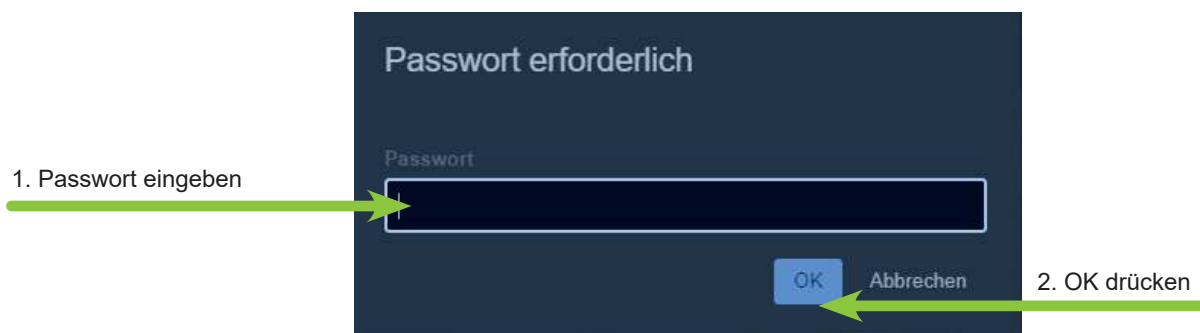 Passwort erforderlich
Passwort
1. Passwort eingeben
OK Abbrechen
2. OK drücken